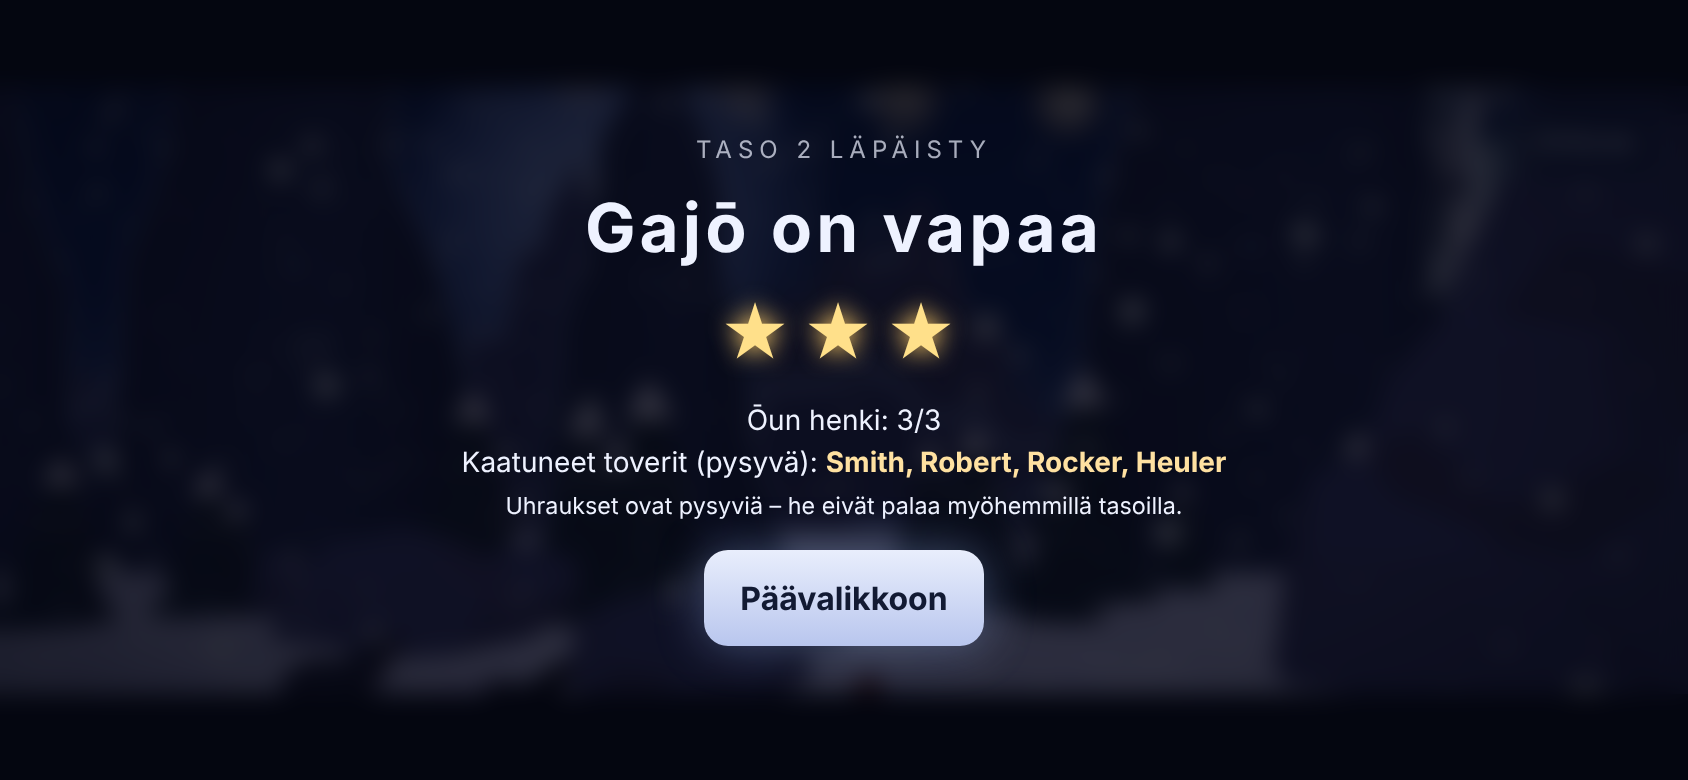 TASO 2 LÄPÄISTY
Gajō on vapaa
Ōun henki: 3/3
Kaatuneet toverit (pysyvä): Smith, Robert, Rocker, Heuler
Uhraukset ovat pysyviä – he eivät palaa myöhemmillä tasoilla.
Päävalikkoon